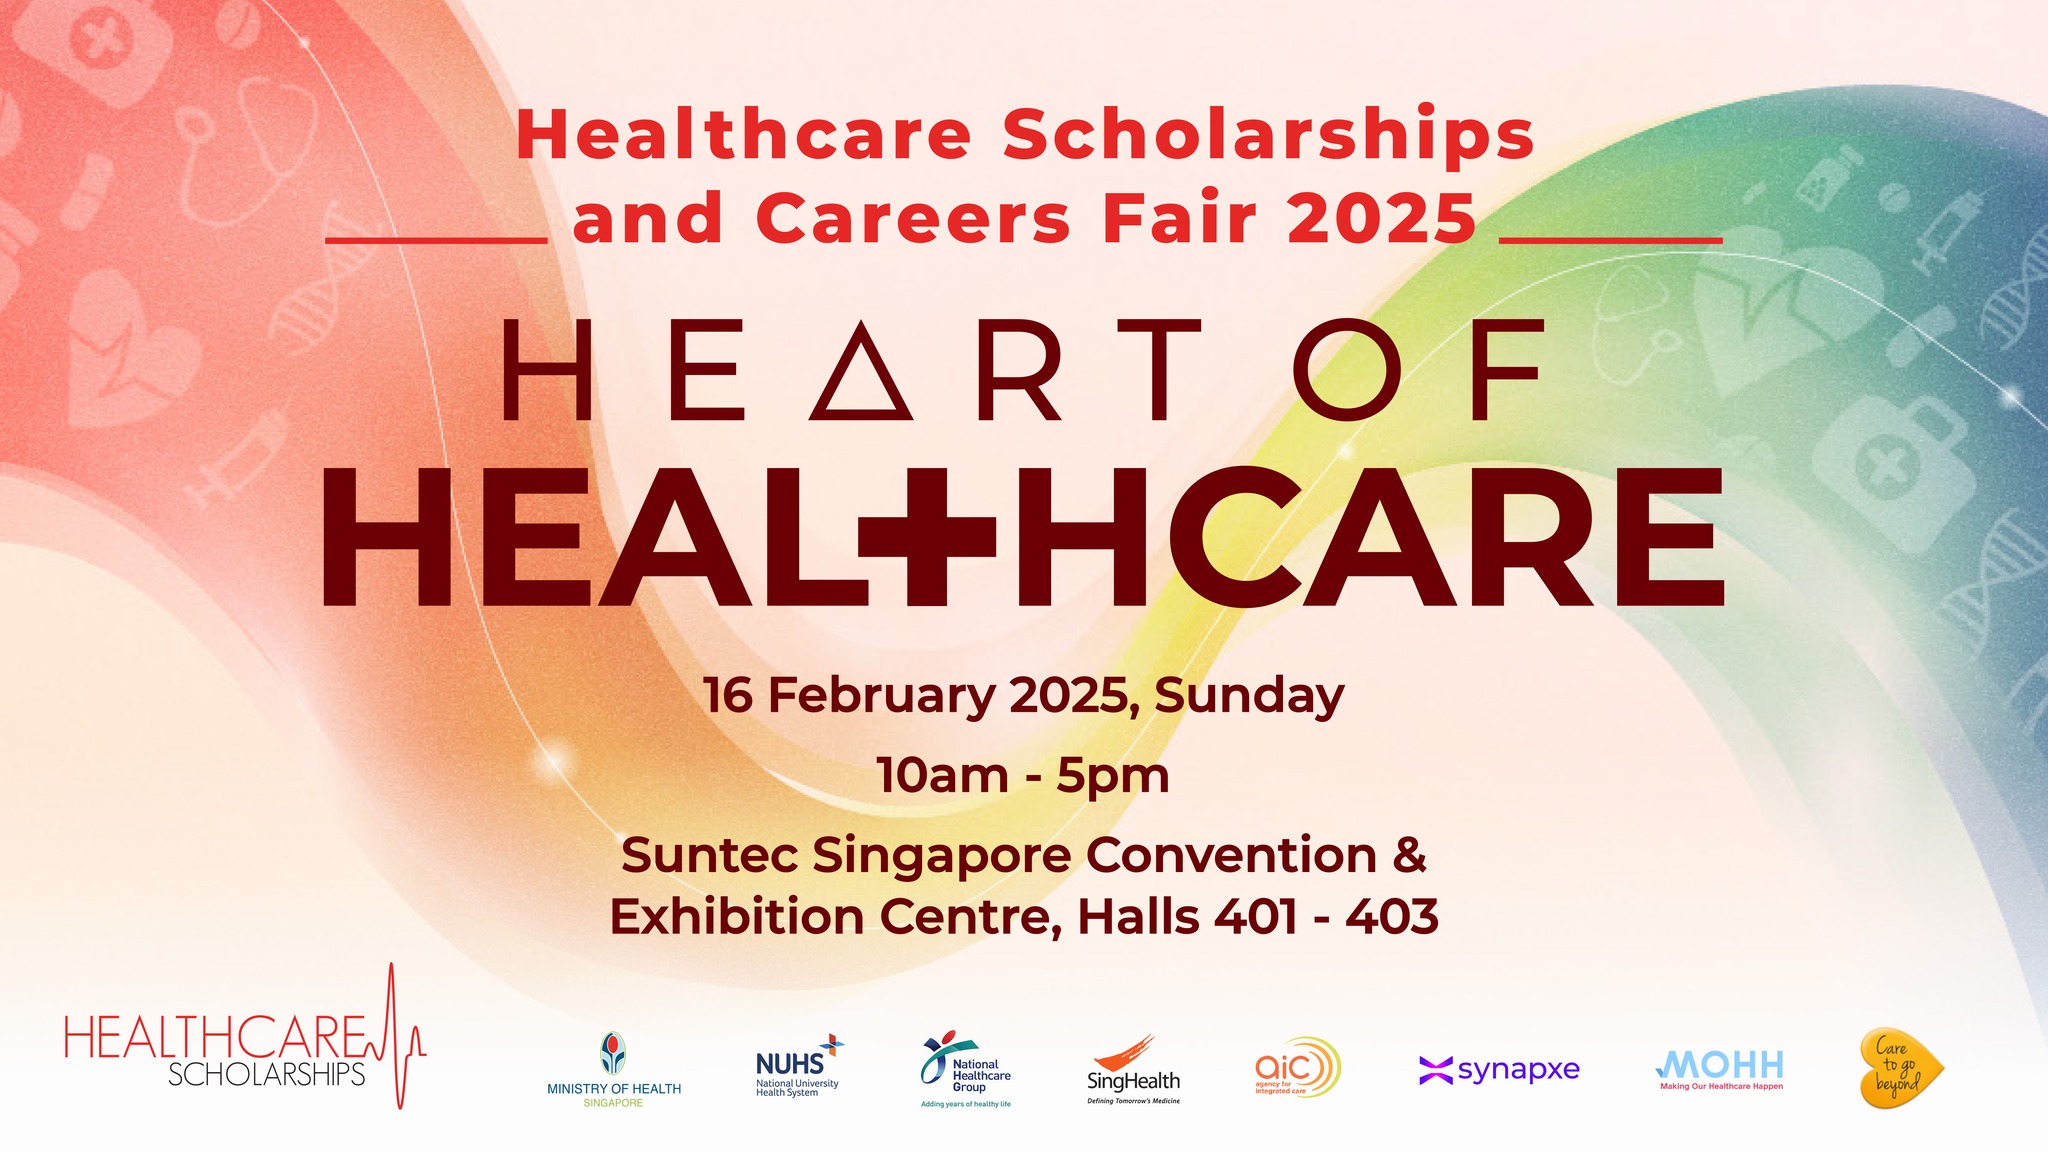 Healthcare Scholarships
and Careers Fair 2025
HEART OF
HEALTHCARE
16 February 2025, Sunday
10am - 5pm
Suntec Singapore Convention &
Exhibition Centre, Halls 401 - 403
HEALTHCARE
SCHOLARSHIPS
MINISTRY OF HEALTH
SINGAPORE
NUHS
National University
Health System
National
Healthcare
Group
Adding years of healthy life
SingHealth
Defining Tomorrow's Medicine
aic
agency for
integrated care
synapxe
MOHH
Making Our Healthcare Happen
Care
to go
beyond